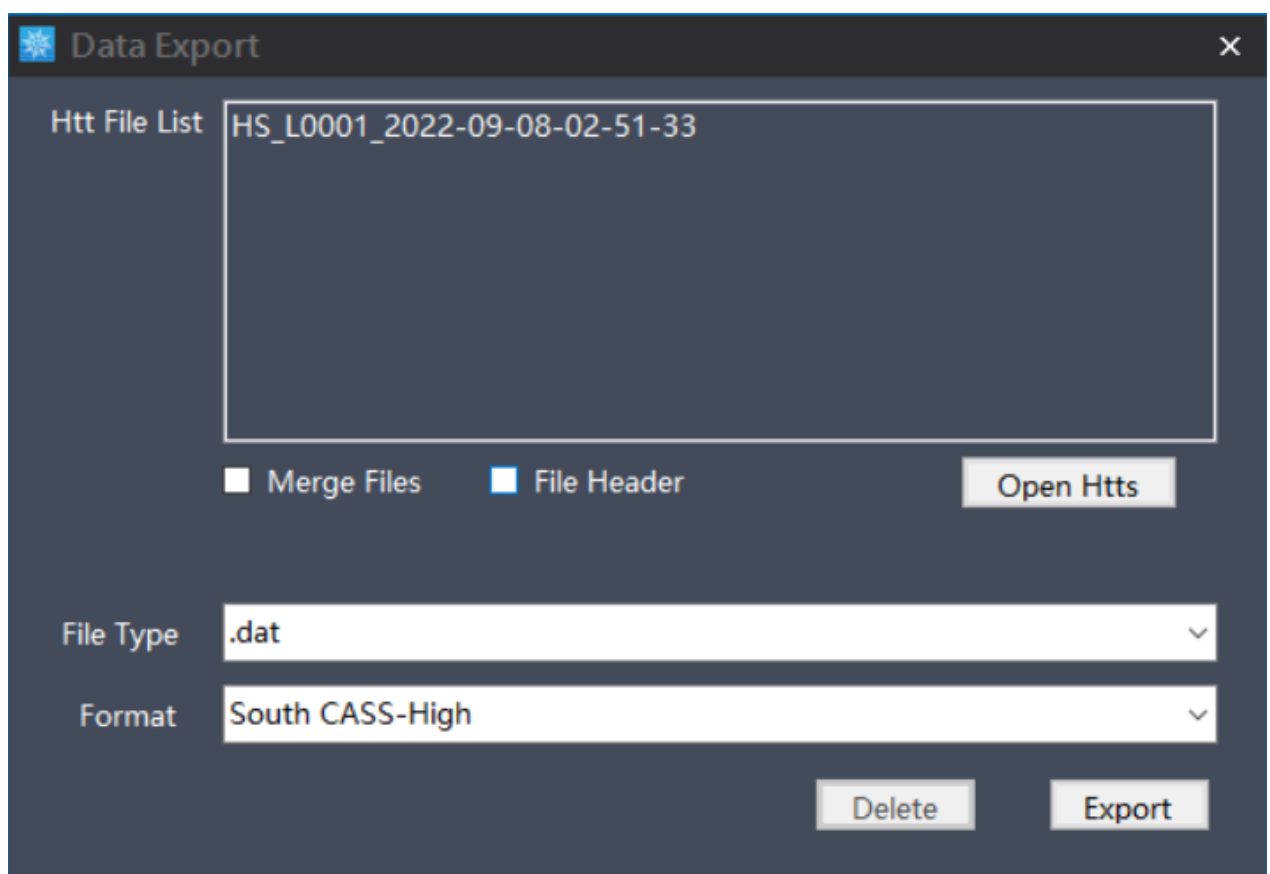 Data Export
Htt File List
HS_L0001_2022-09-08-02-51-33
Merge Files
File Header
Open Htts
File Type
.dat
Format
South CASS-High
Delete
Export